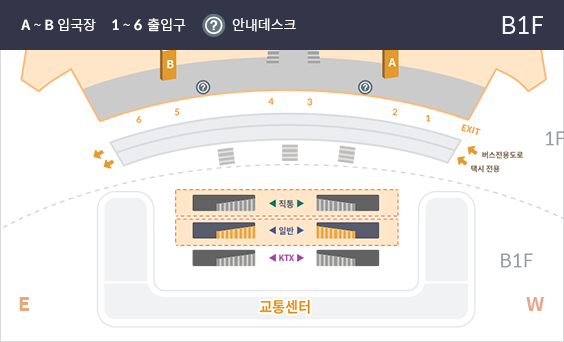 A ~ B 입국장 1 ~ 6 출입구 ? 안내데스크 B1F
B A
? ?
6 5 4 3 2 1 EXIT
1F
버스전용도로
택시 전용
◀ 직통 ▶
◀ 일반 ▶
◀ KTX ▶
B1F
E 교통센터 W